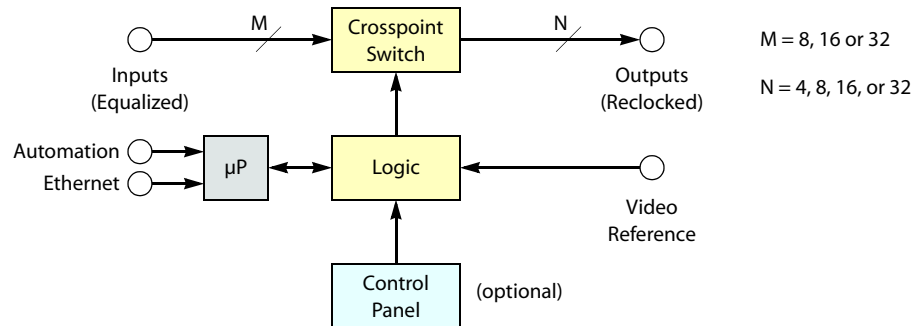 M
Crosspoint
Switch
N
M = 8, 16 or 32
Inputs
(Equalized)
Outputs
(Reclocked)
N = 4, 8, 16, or 32
Automation
Ethernet
µP
Logic
Video
Reference
Control
Panel
(optional)